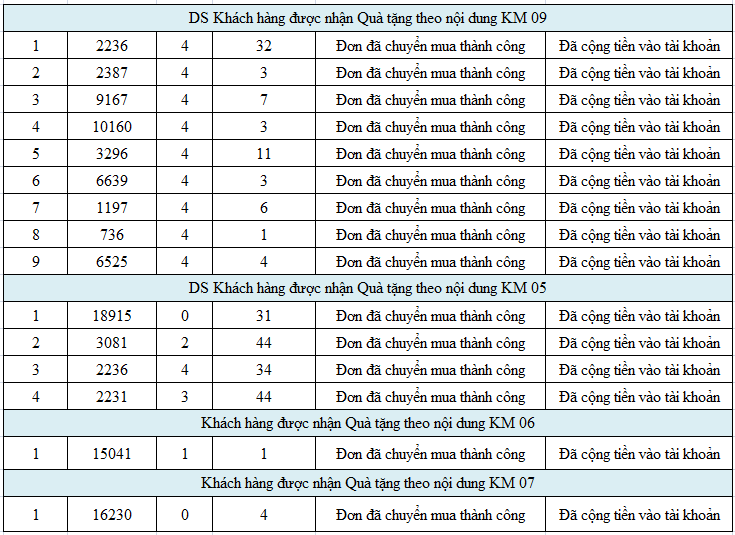 DS Khách hàng được nhận Quà tặng theo nội dung KM 09
1 2236 4 32 Đơn đã chuyển mua thành công Đã cộng tiền vào tài khoản
2 2387 4 3 Đơn đã chuyển mua thành công Đã cộng tiền vào tài khoản
3 9167 4 7 Đơn đã chuyển mua thành công Đã cộng tiền vào tài khoản
4 10160 4 3 Đơn đã chuyển mua thành công Đã cộng tiền vào tài khoản
5 3296 4 11 Đơn đã chuyển mua thành công Đã cộng tiền vào tài khoản
6 6639 4 3 Đơn đã chuyển mua thành công Đã cộng tiền vào tài khoản
7 1197 4 6 Đơn đã chuyển mua thành công Đã cộng tiền vào tài khoản
8 736 4 1 Đơn đã chuyển mua thành công Đã cộng tiền vào tài khoản
9 6525 4 4 Đơn đã chuyển mua thành công Đã cộng tiền vào tài khoản
DS Khách hàng được nhận Quà tặng theo nội dung KM 05
1 18915 0 31 Đơn đã chuyển mua thành công Đã cộng tiền vào tài khoản
2 3081 2 44 Đơn đã chuyển mua thành công Đã cộng tiền vào tài khoản
3 2236 4 34 Đơn đã chuyển mua thành công Đã cộng tiền vào tài khoản
4 2231 3 44 Đơn đã chuyển mua thành công Đã cộng tiền vào tài khoản
Khách hàng được nhận Quà tặng theo nội dung KM 06
1 15041 1 1 Đơn đã chuyển mua thành công Đã cộng tiền vào tài khoản
Khách hàng được nhận Quà tặng theo nội dung KM 07
1 16230 0 4 Đơn đã chuyển mua thành công Đã cộng tiền vào tài khoản